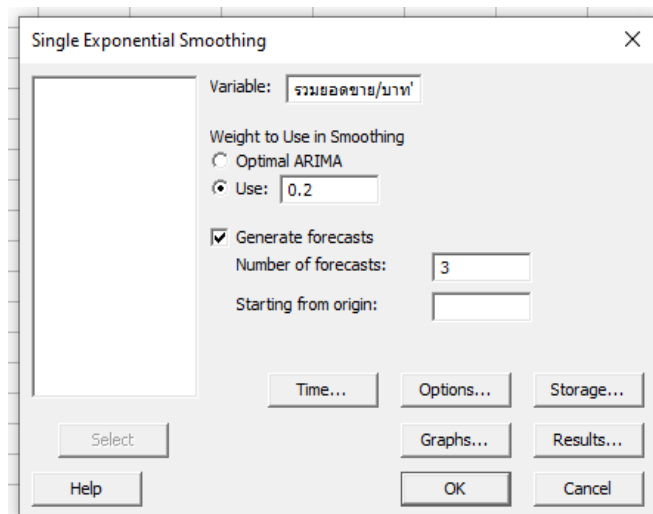 Single Exponential Smoothing
Variable: รวมยอดขาย/บาท'
Weight to Use in Smoothing
Optimal ARIMA
Use: 0.2
Generate forecasts
Number of forecasts: 3
Starting from origin:
Time... Options... Storage...
Select Graphs... Results...
Help OK Cancel